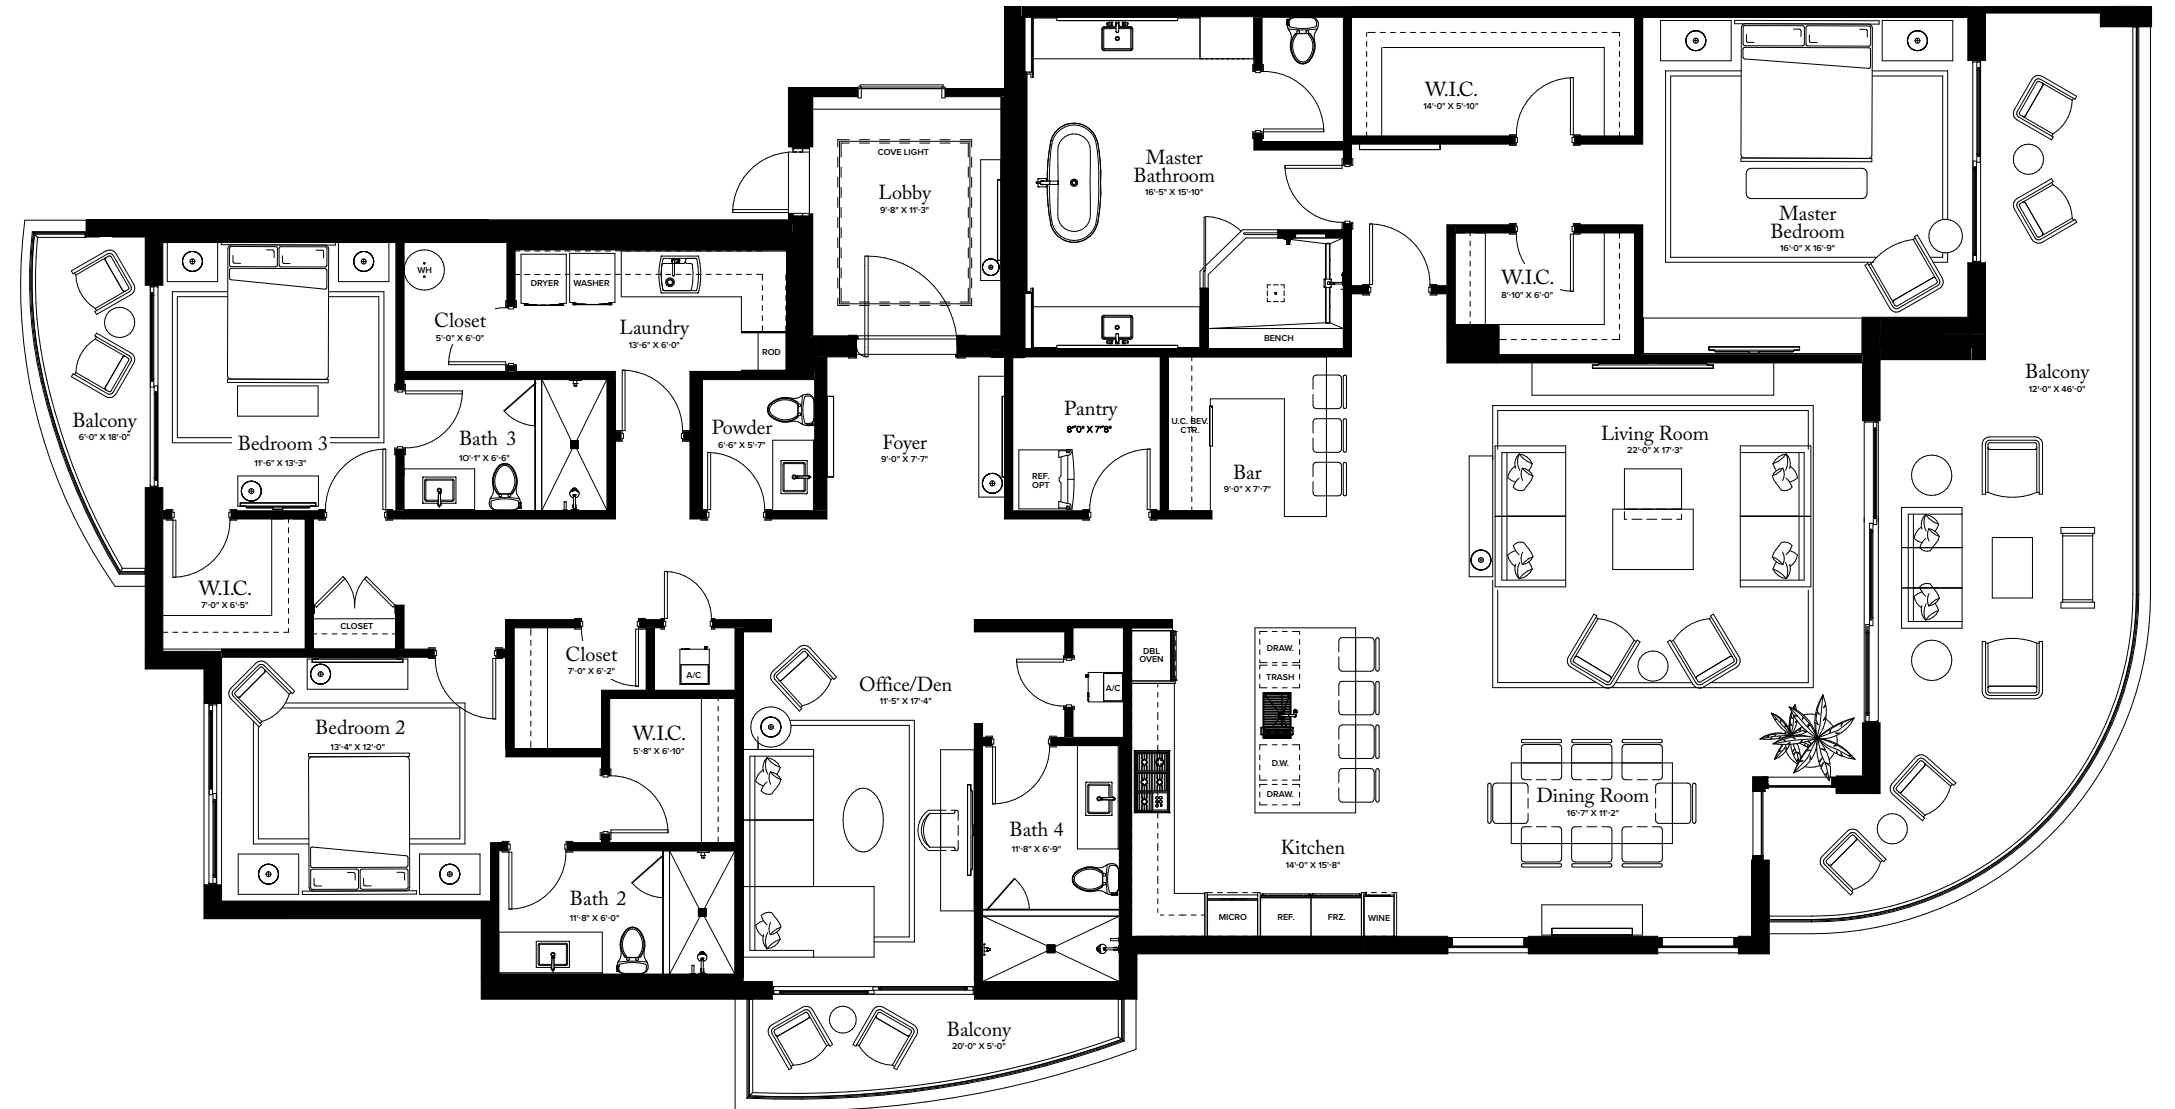 W.I.C.
14'-0" X 5'-10"
COVE LIGHT
Lobby
9'-8" X 11'-3"
Master
Bathroom
16'-5" X 15'-10"
Master
Bedroom
16'-0" X 16'-9"
WH
DRYER
WASHER
W.I.C.
8'-10" X 6'-0"
Closet
5'-0" X 6'-0"
Laundry
13'-6" X 6'-0"
ROD
BENCH
Balcony
12'-0" X 46'-0"
Balcony
6'-0" X 18'-0"
Bedroom 3
11'-6" X 13'-3"
Bath 3
10'-1" X 6'-6"
Powder
6'-6" X 5'-7"
Foyer
9'-0" X 7'-7"
Pantry
REF.
OPT
U.C. BEV.
CTR.
Bar
9'-0" X 7'-7"
Living Room
22'-0" X 17'-3"
W.I.C.
7'-0" X 6'-5"
CLOSET
Closet
7'-0" X 6'-2"
A/C
Office/Den
11'-5" X 17'-4"
A/C
DBL
OVEN
DRAW.
TRASH
D.W.
DRAW.
Bedroom 2
13'-4" X 12'-0"
W.I.C.
5'-8" X 6'-10"
Dining Room
16'-7" X 11'-2"
Bath 4
11'-8" X 6'-9"
Kitchen
14'-0" X 15'-8"
Bath 2
11'-8" X 6'-0"
MICRO
REF.
FRZ.
WINE
Balcony
20'-0" X 5'-0"